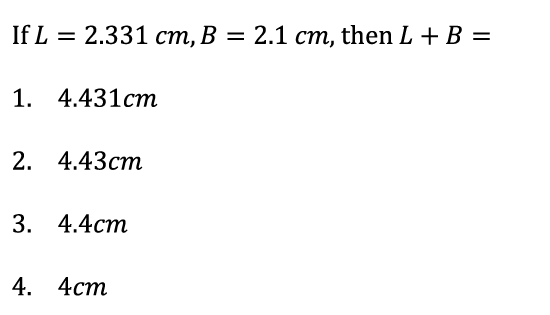 If L = 2.331 cm, B = 2.1 cm, then L + B =
1. 4.431cm
2. 4.43cm
3. 4.4cm
4. 4cm